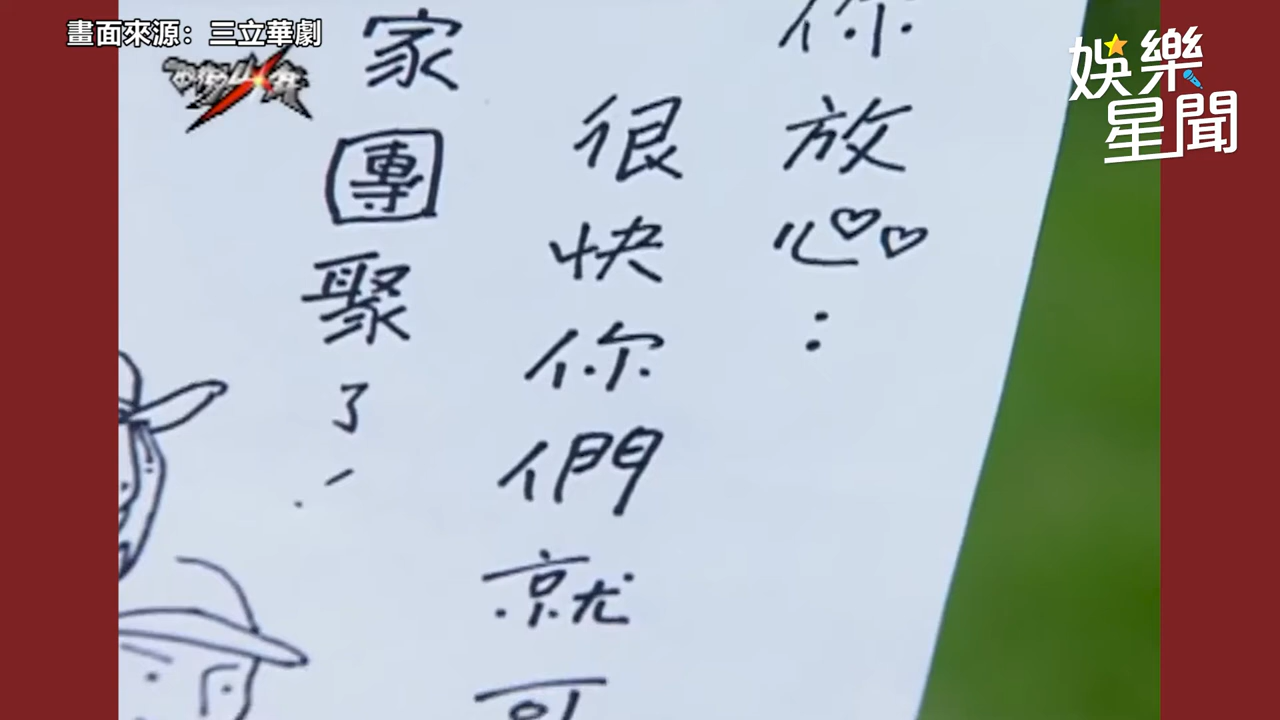 畫面來源：三立華劇
娛樂
星聞
你放心：
很快你們就可
家團聚了！